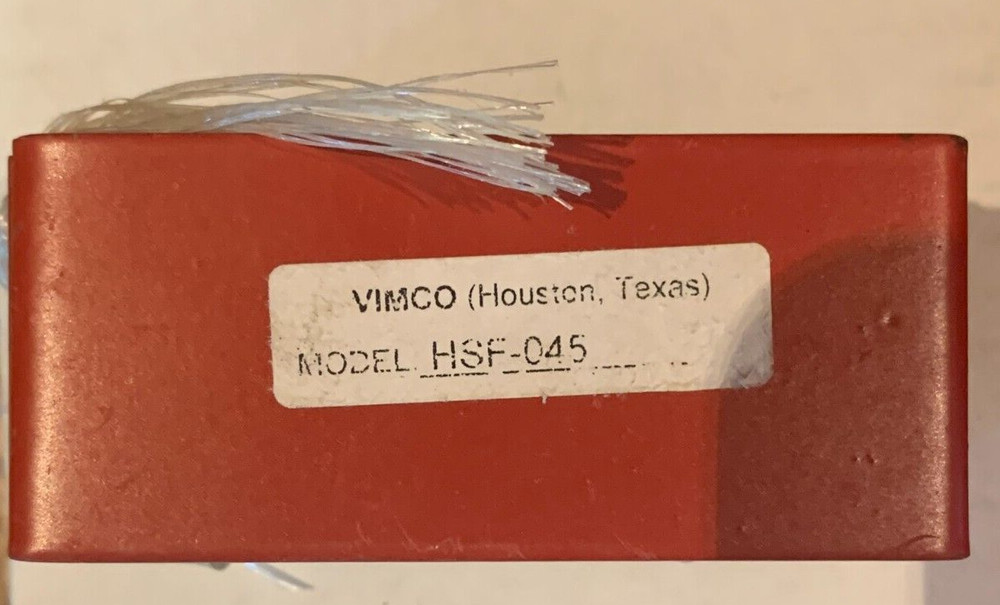 VIMCO (Houston, Texas)
MODEL HSF-045